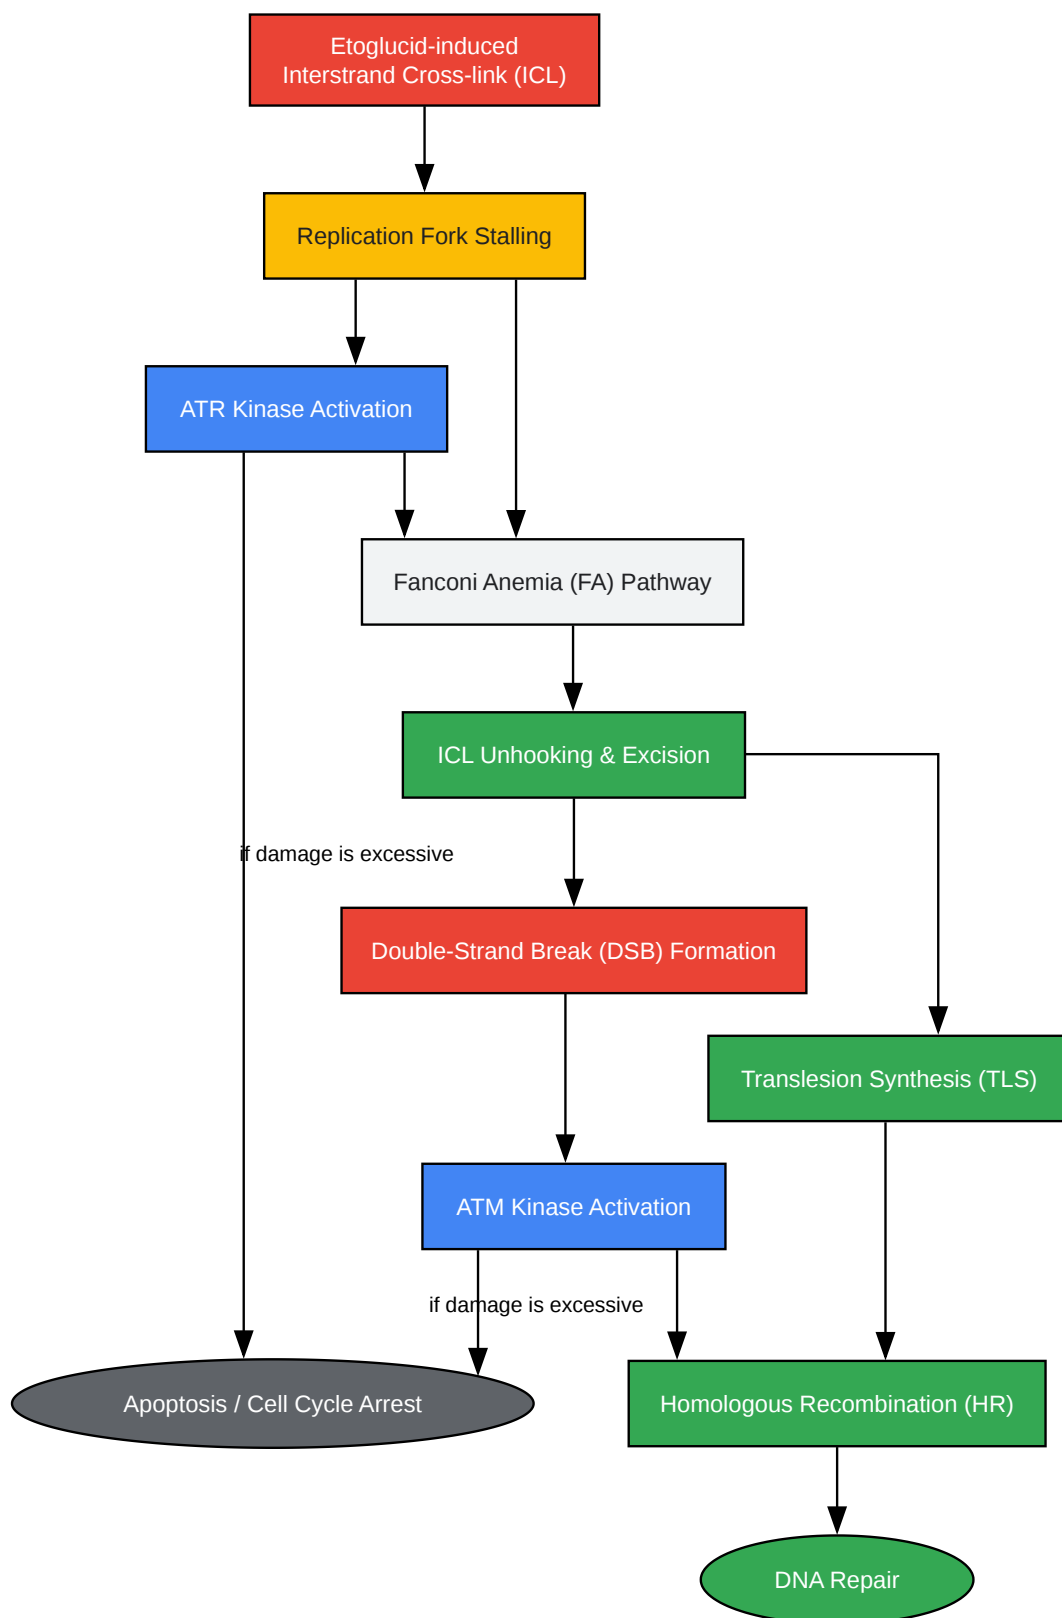 Etoglucid-induced
Interstrand Cross-link (ICL)
Replication Fork Stalling
ATR Kinase Activation
Fanconi Anemia (FA) Pathway
ICL Unhooking & Excision
if damage is excessive
Double-Strand Break (DSB) Formation
Translesion Synthesis (TLS)
ATM Kinase Activation
if damage is excessive
Apoptosis / Cell Cycle Arrest
Homologous Recombination (HR)
DNA Repair